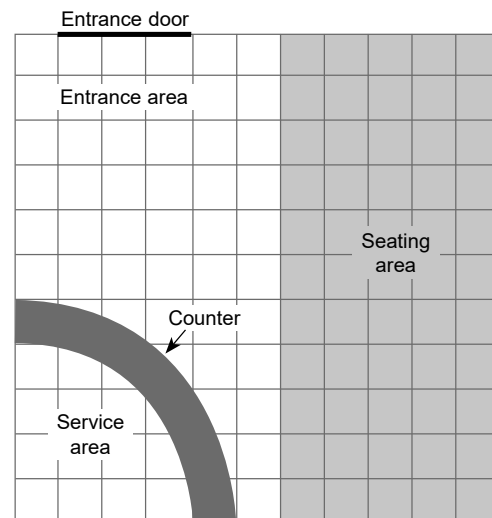 Entrance door
Entrance area
Seating
area
Counter
Service
area